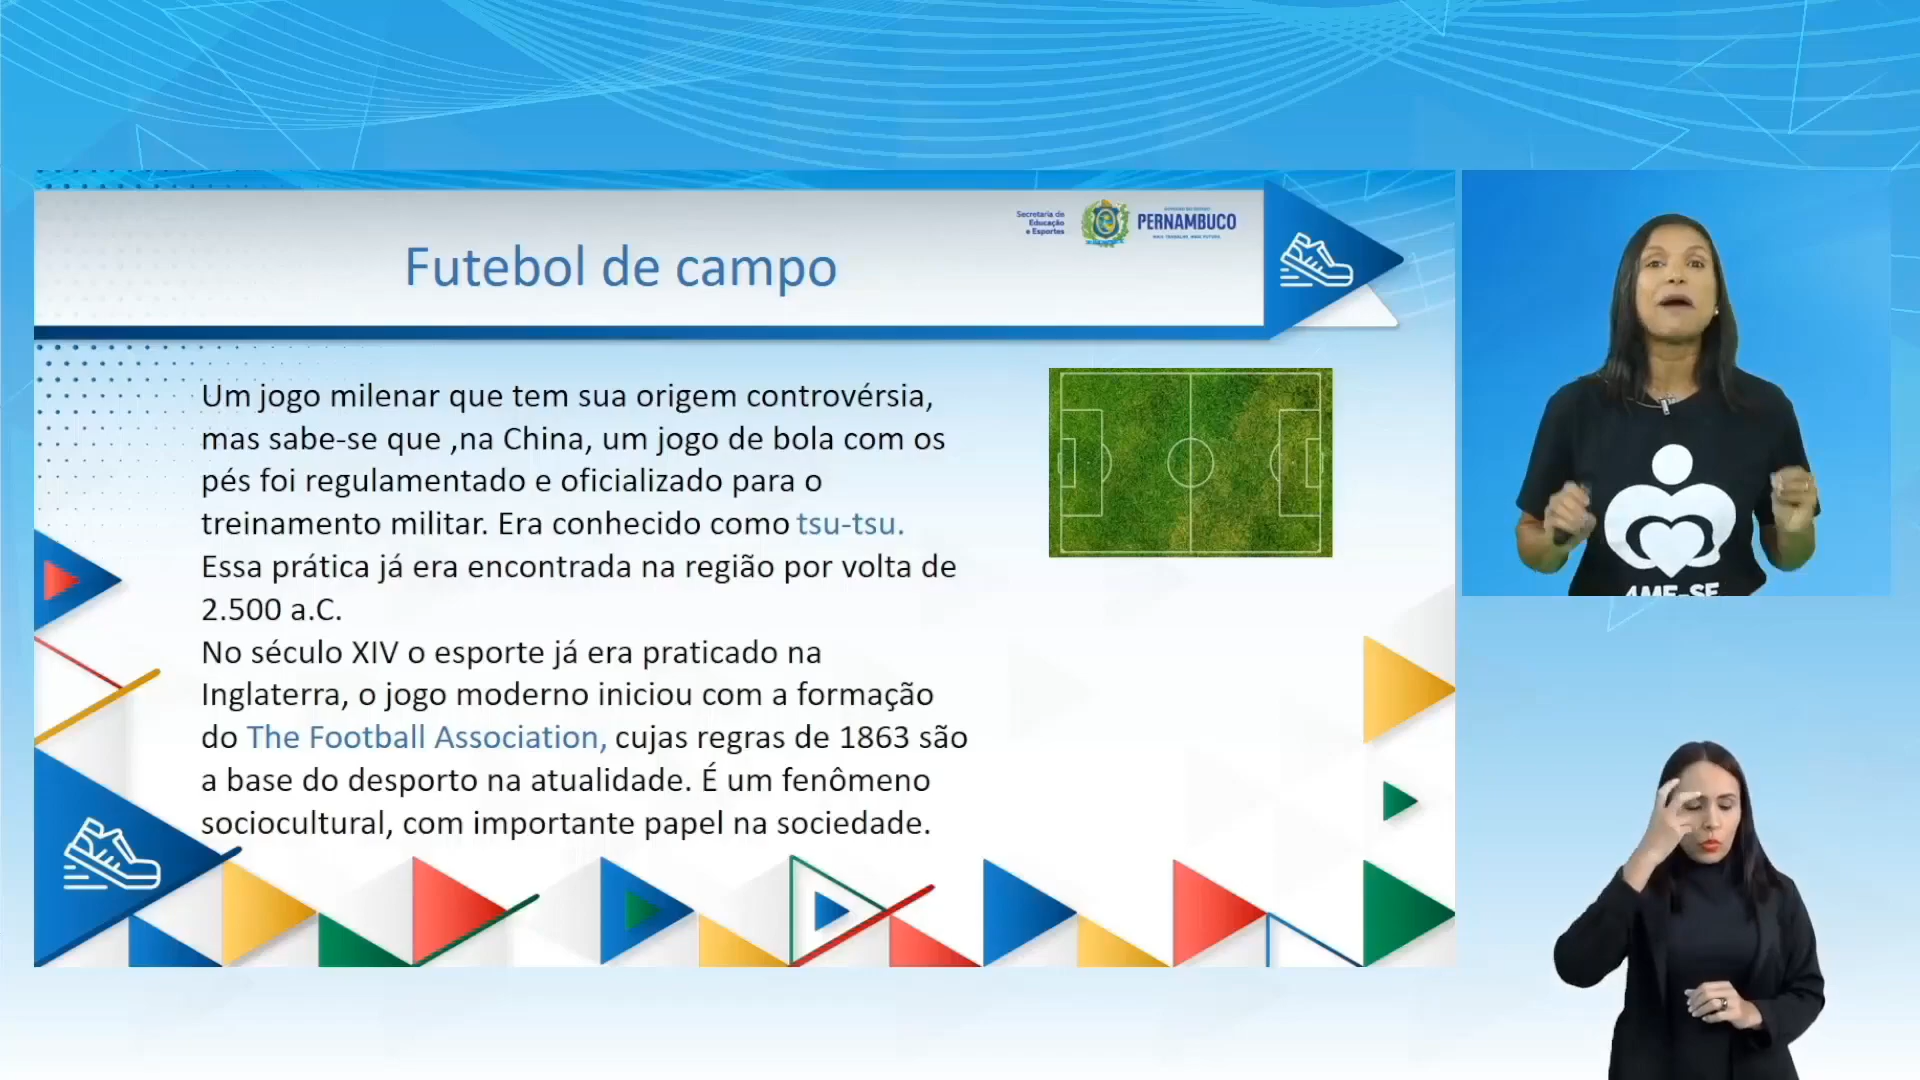 Secretaria de
Educação
e Esportes
PERNAMBUCO
Futebol de campo
Um jogo milenar que tem sua origem controvérsia,
mas sabe-se que ,na China, um jogo de bola com os
pés foi regulamentado e oficializado para o
treinamento militar. Era conhecido como tsu-tsu.
Essa prática já era encontrada na região por volta de
2.500 a.C.
No século XIV o esporte já era praticado na
Inglaterra, o jogo moderno iniciou com a formação
do The Football Association, cujas regras de 1863 são
a base do desporto na atualidade. É um fenômeno
sociocultural, com importante papel na sociedade.
AME-SE